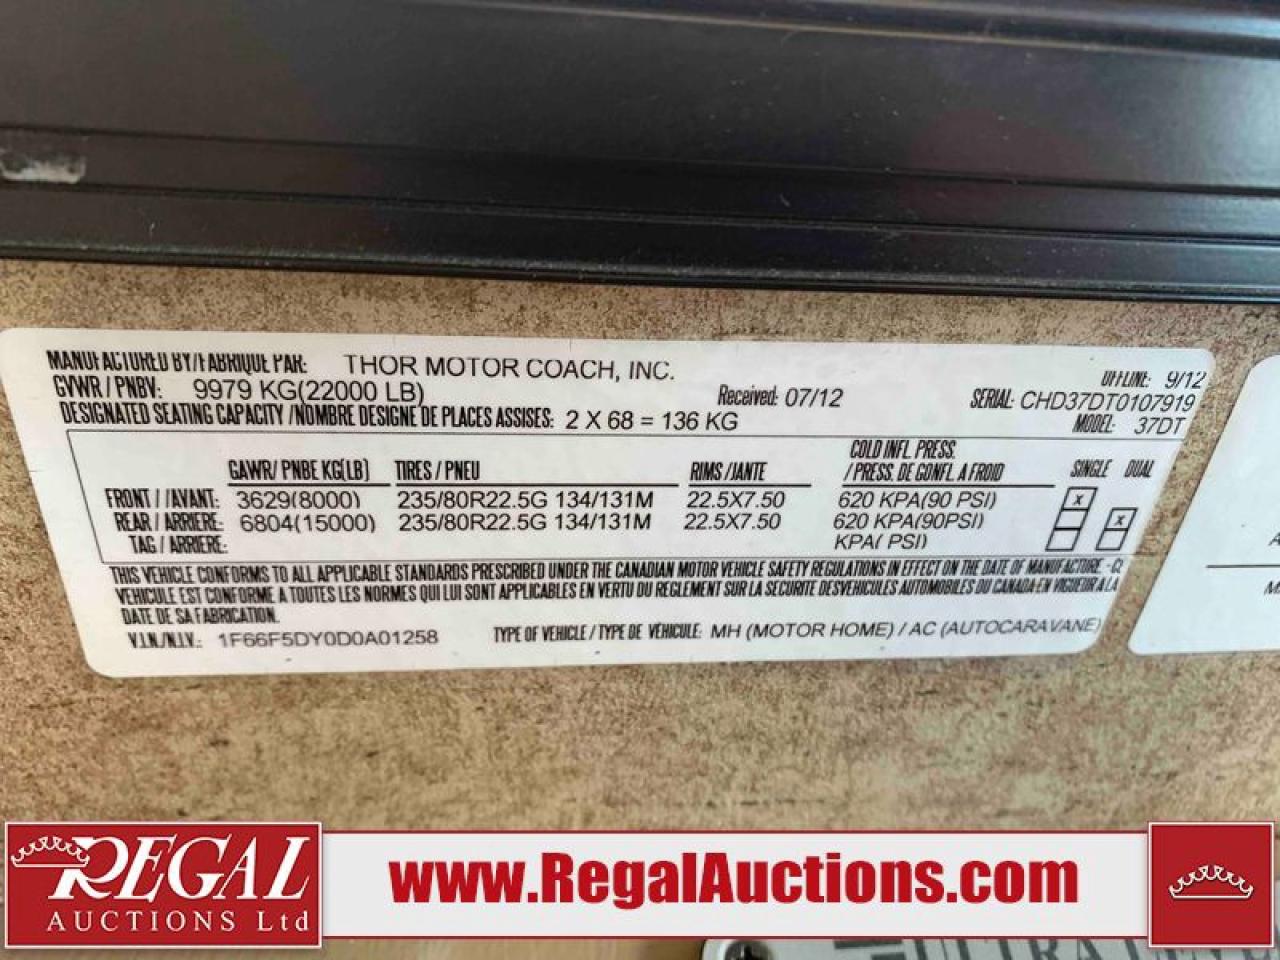 MANUFACTURED BY/FABRIQUE PAR: THOR MOTOR COACH, INC.
OFFLINE: 9/12
GVWR / PNBV: 9979 KG(22000 LB) Received: 07/12 SERIAL: CHD37DT0107919
DESIGNATED SEATING CAPACITY /NOMBRE DESIGNE DE PLACES ASSISES: 2 X 68 = 136 KG MODEL: 37DT
COLD INFL. PRESS.
GAWR/ PNBE KG(LB) TIRES / PNEU RIMS /JANTE / PRESS. DE GONFL. A FROID SINGLE DUAL
FRONT / /AVANT: 3629(8000) 235/80R22.5G 134/131M 22.5X7.50 620 KPA(90 PSI) X
REAR / ARRIERE: 6804(15000) 235/80R22.5G 134/131M 22.5X7.50 620 KPA(90PSI) X
TAG / ARRIERE: KPA( PSI)
THIS VEHICLE CONFORMS TO ALL APPLICABLE STANDARDS PRESCRIBED UNDER THE CANADIAN MOTOR VEHICLE SAFETY REGULATIONS IN EFFECT ON THE DATE OF MANUFACTURE - CE
VEHICULE EST CONFORME A TOUTES LES NORMES QUI LUI SONT APPLICABLES EN VERTU DU REGLEMENT SUR LA SECURITE DESVEHICULES AUTOMOBILES DU CANADA EN VIGUEUR A LA
DATE DE SA FABRICATION.
V.I.N./N.I.V.: 1F66F5DY0D0A01258 TYPE OF VEHICLE / TYPE DE VEHICULE: MH (MOTOR HOME) / AC (AUTOCARAVANE)
REGAL
AUCTIONS Ltd
www.RegalAuctions.com